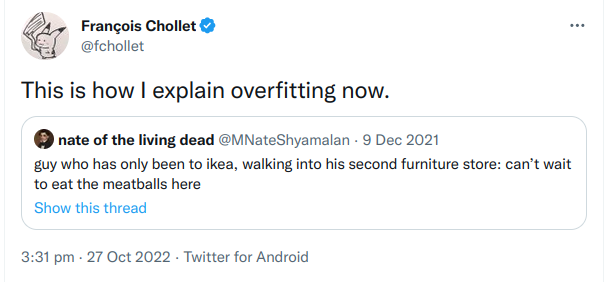 François Chollet
@fchollet
This is how I explain overfitting now.
nate of the living dead @MNateShyamalan · 9 Dec 2021
guy who has only been to ikea, walking into his second furniture store: can’t wait
to eat the meatballs here
Show this thread
3:31 pm · 27 Oct 2022 · Twitter for Android